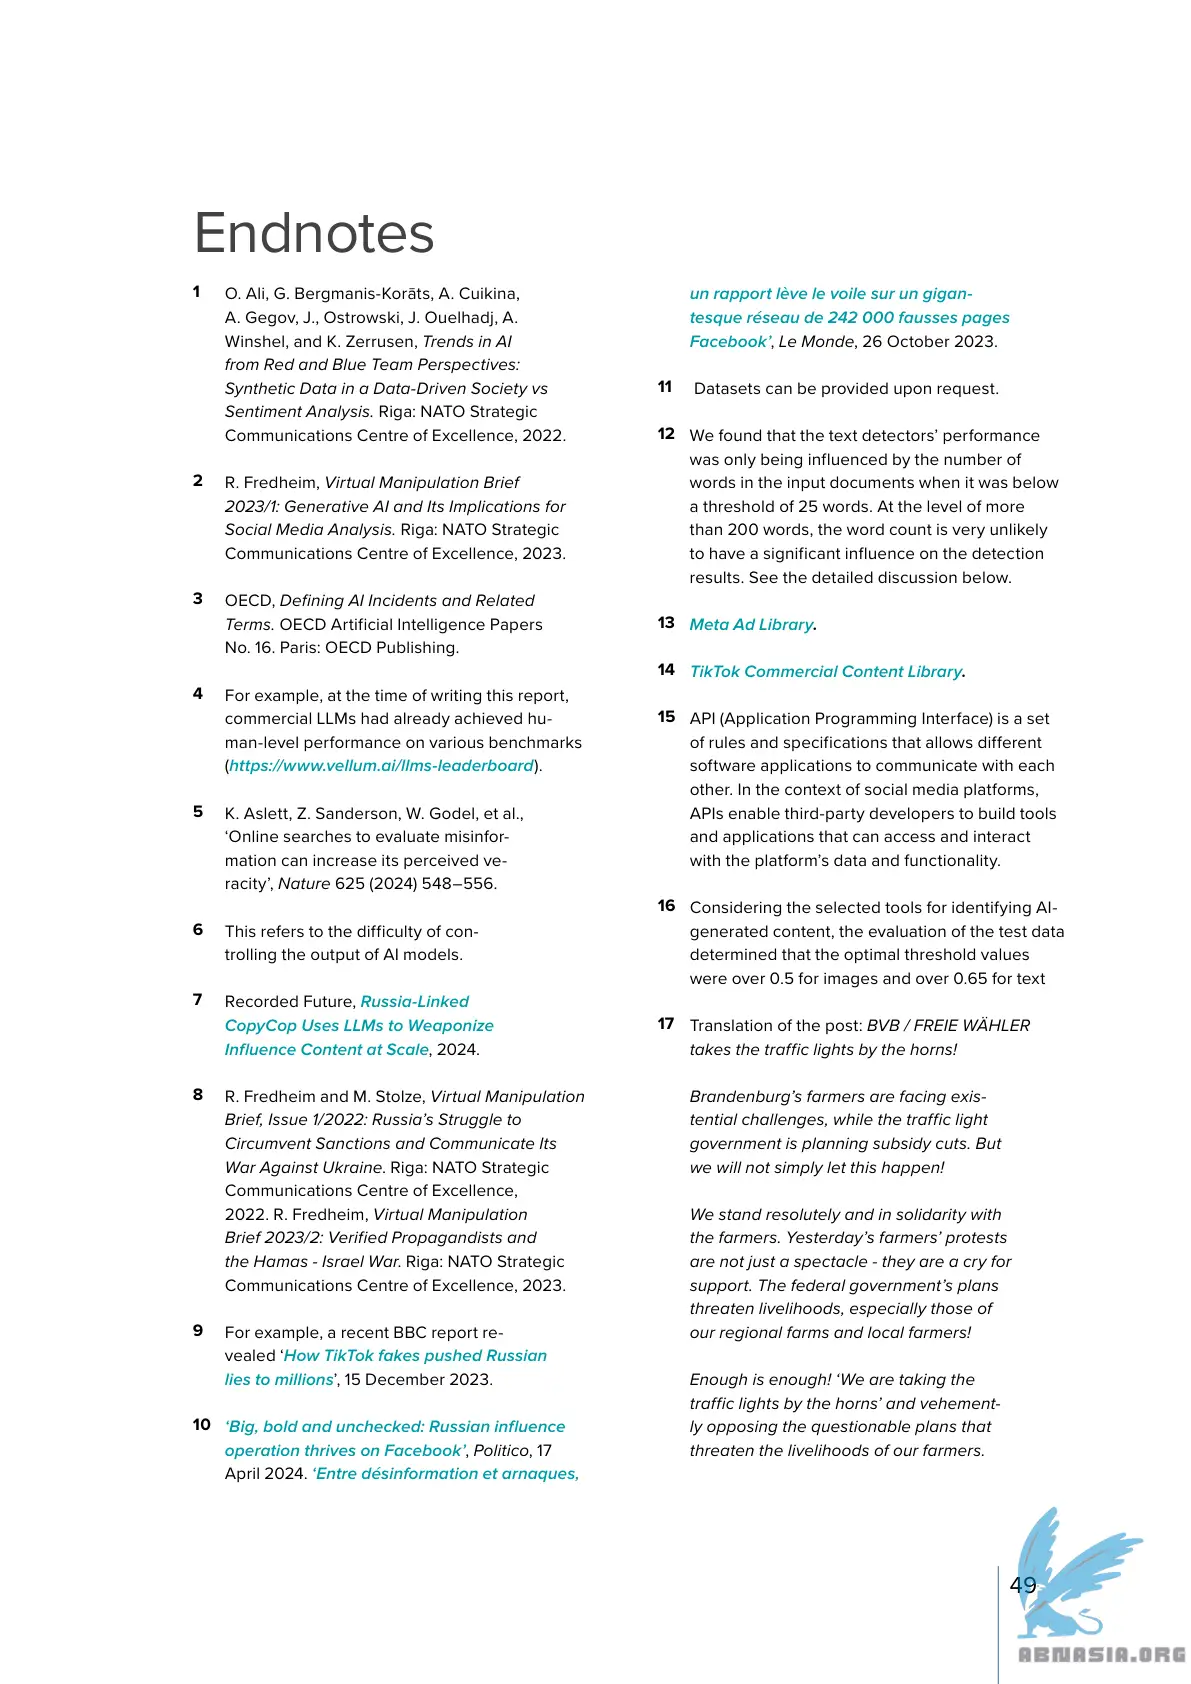 Endnotes
1 O. Ali, G. Bergmanis-Korāts, A. Cuikina,
A. Gegov, J., Ostrowski, J. Ouelhadj, A.
Winshel, and K. Zerrusen, Trends in AI
from Red and Blue Team Perspectives:
Synthetic Data in a Data-Driven Society vs
Sentiment Analysis. Riga: NATO Strategic
Communications Centre of Excellence, 2022.
2 R. Fredheim, Virtual Manipulation Brief
2023/1: Generative AI and Its Implications for
Social Media Analysis. Riga: NATO Strategic
Communications Centre of Excellence, 2023.
3 OECD, Defining AI Incidents and Related
Terms. OECD Artificial Intelligence Papers
No. 16. Paris: OECD Publishing.
4 For example, at the time of writing this report,
commercial LLMs had already achieved hu-
man-level performance on various benchmarks
(https://www.vellum.ai/llms-leaderboard).
5 K. Aslett, Z. Sanderson, W. Godel, et al.,
‘Online searches to evaluate misinfor-
mation can increase its perceived ve-
racity’, Nature 625 (2024) 548–556.
6 This refers to the difficulty of con-
trolling the output of AI models.
7 Recorded Future, Russia-Linked
CopyCop Uses LLMs to Weaponize
Influence Content at Scale, 2024.
8 R. Fredheim and M. Stolze, Virtual Manipulation
Brief, Issue 1/2022: Russia’s Struggle to
Circumvent Sanctions and Communicate Its
War Against Ukraine. Riga: NATO Strategic
Communications Centre of Excellence,
2022. R. Fredheim, Virtual Manipulation
Brief 2023/2: Verified Propagandists and
the Hamas - Israel War. Riga: NATO Strategic
Communications Centre of Excellence, 2023.
9 For example, a recent BBC report re-
vealed ‘How TikTok fakes pushed Russian
lies to millions’, 15 December 2023.
10 ‘Big, bold and unchecked: Russian influence
operation thrives on Facebook’, Politico, 17
April 2024. ‘Entre désinformation et arnaques,
un rapport lève le voile sur un gigan-
tesque réseau de 242 000 fausses pages
Facebook’, Le Monde, 26 October 2023.
11 Datasets can be provided upon request.
12 We found that the text detectors’ performance
was only being influenced by the number of
words in the input documents when it was below
a threshold of 25 words. At the level of more
than 200 words, the word count is very unlikely
to have a significant influence on the detection
results. See the detailed discussion below.
13 Meta Ad Library.
14 TikTok Commercial Content Library.
15 API (Application Programming Interface) is a set
of rules and specifications that allows different
software applications to communicate with each
other. In the context of social media platforms,
APIs enable third-party developers to build tools
and applications that can access and interact
with the platform’s data and functionality.
16 Considering the selected tools for identifying AI-
generated content, the evaluation of the test data
determined that the optimal threshold values
were over 0.5 for images and over 0.65 for text
17 Translation of the post: BVB / FREIE WÄHLER
takes the traffic lights by the horns!
Brandenburg’s farmers are facing exis-
tential challenges, while the traffic light
government is planning subsidy cuts. But
we will not simply let this happen!
We stand resolutely and in solidarity with
the farmers. Yesterday’s farmers’ protests
are not just a spectacle - they are a cry for
support. The federal government’s plans
threaten livelihoods, especially those of
our regional farms and local farmers!
Enough is enough! ‘We are taking the
traffic lights by the horns’ and vehement-
ly opposing the questionable plans that
threaten the livelihoods of our farmers.
49
ABNASIA.ORG